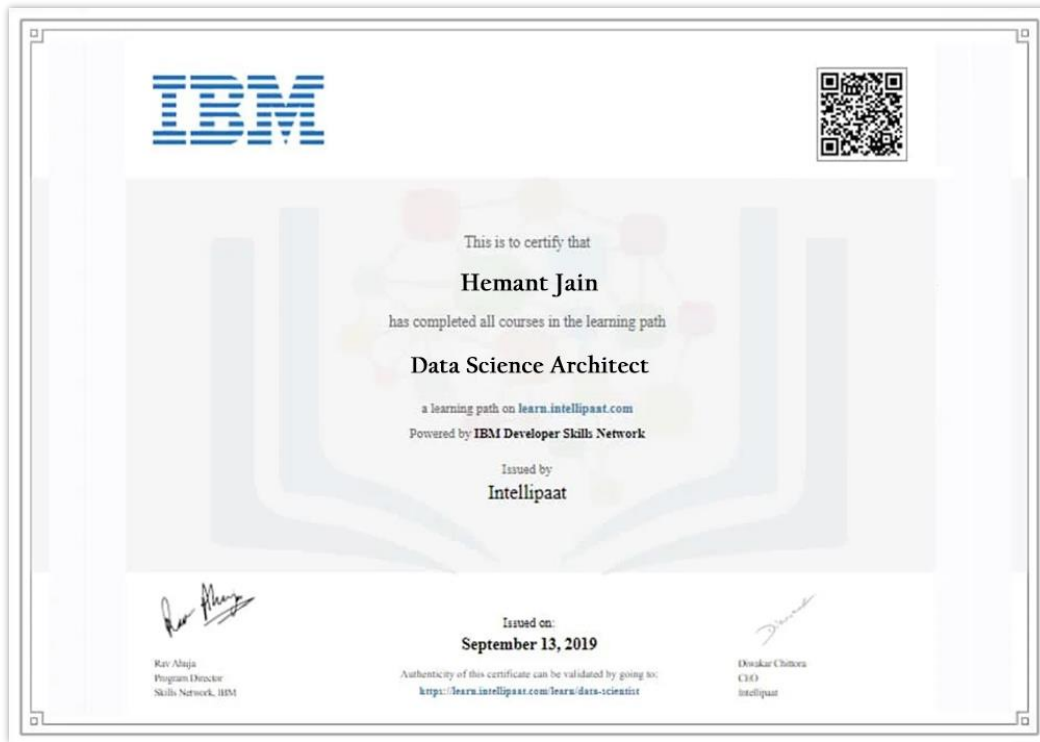 IBM
This is to certify that
Hemant Jain
has completed all courses in the learning path
Data Science Architect
a learning path on learn.intellipaat.com
Powered by IBM Developer Skills Network
Issued by
Intellipaat
Rav Ahuja
Program Director
Skills Network, IBM
Issued on:
September 13, 2019
Authenticity of this certificate can be validated by going to:
https://learn.intellipaat.com/learn/data-scientist
Diwakar Chittora
CEO
Intellipaat